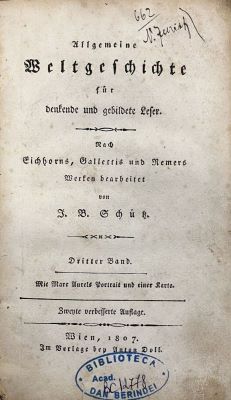 662
Allgemeine
Weltgeschichte
für
denkende und gebildete Leser.
Nach
Eichhorns, Gallettis und Remers
Werken bearbeitet
von
J. B. Schütz.
Dritter Band.
Mit Marc Aurels Portrait und einer Karte.
Zweyte verbesserte Auflage.
Wien, 1807.
Im Verlage bey Anton Doll.
BIBLIOTECA
Acad.
DAN BERINDEI